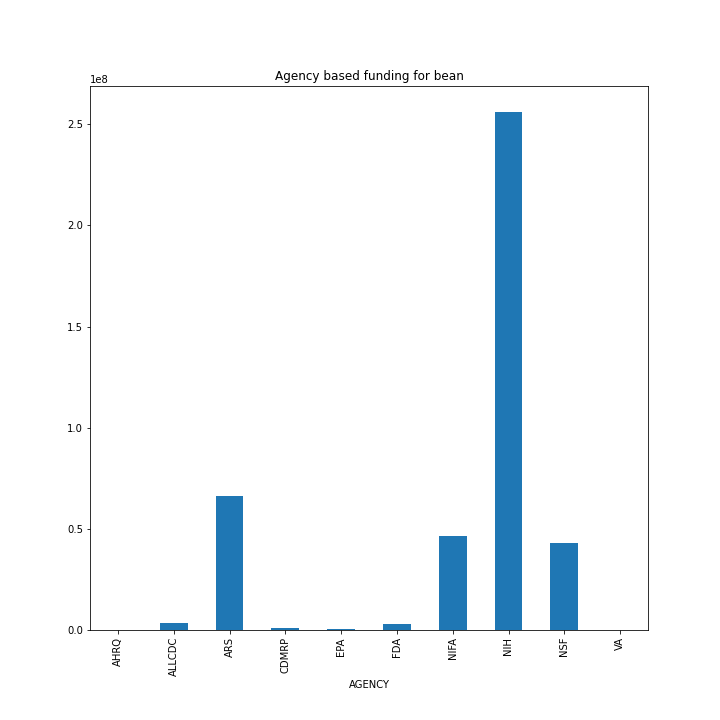 Agency based funding for bean
1e8
2.5
2.0
1.5
1.0
0.5
0.0
AHRQ
ALLCDC
ARS
CDMRP
EPA
FDA
NIFA
NIH
NSF
VA
AGENCY